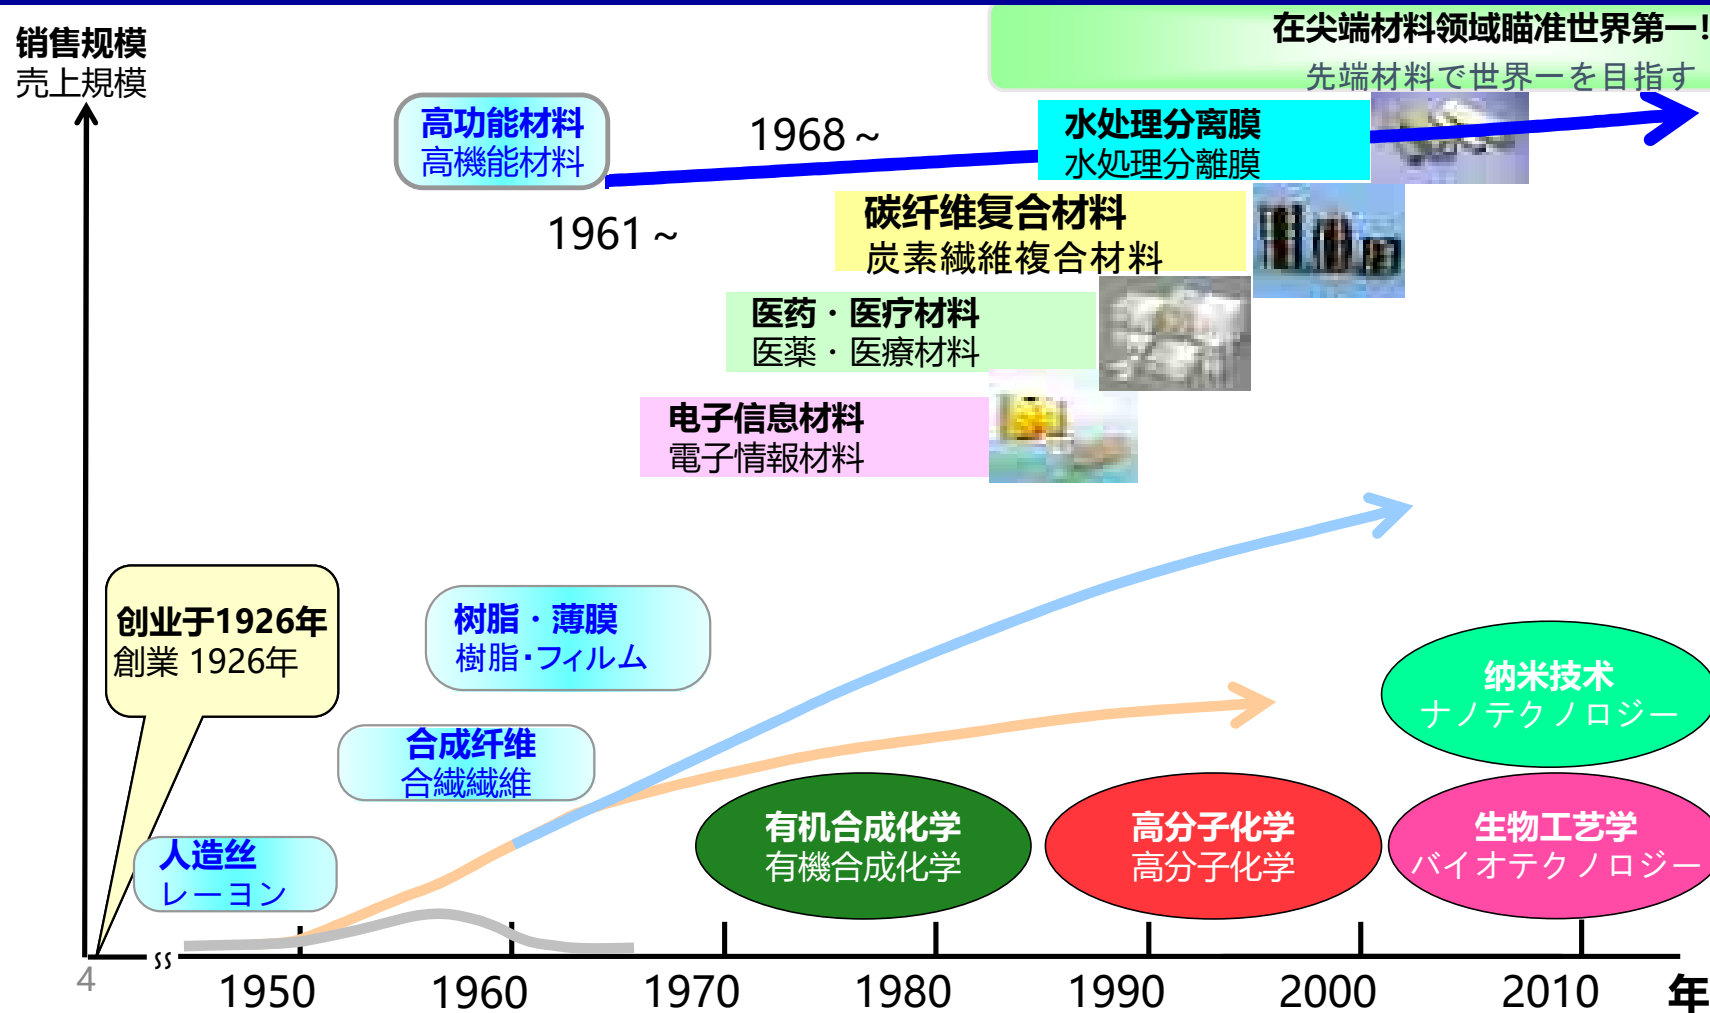 在尖端材料领域瞄准世界第一!
先端材料で世界一を目指す
销售规模
売上規模
高功能材料
高機能材料
1968～
水处理分离膜
水処理分離膜
1961～
碳纤维复合材料
炭素繊維複合材料
医药・医疗材料
医薬・医療材料
电子信息材料
電子情報材料
创业于1926年
創業 1926年
树脂・薄膜
樹脂・フィルム
纳米技术
ナノテクノロジー
合成纤维
合繊繊維
有机合成化学
有機合成化学
高分子化学
高分子化学
生物工艺学
バイオテクノロジー
人造丝
レーヨン
4
1950
1960
1970
1980
1990
2000
2010
年